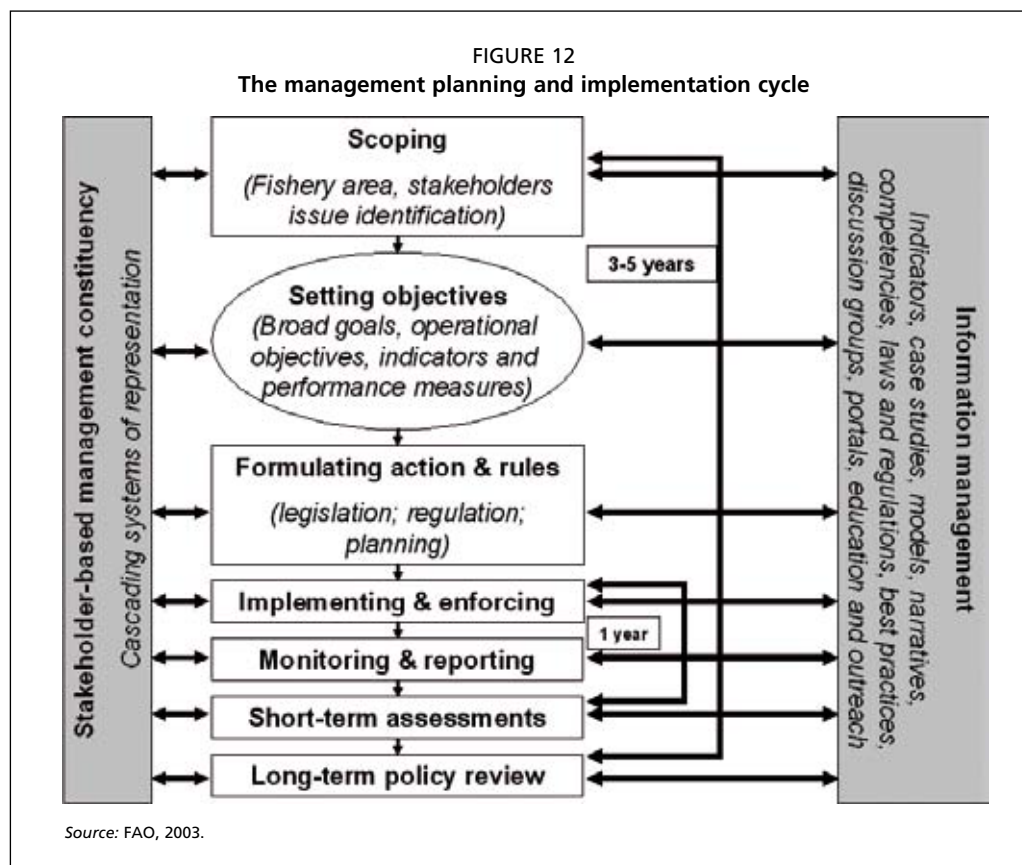 FIGURE 12
The management planning and implementation cycle
Stakeholder-based management constituency
Cascading systems of representation
Scoping
(Fishery area, stakeholders
issue identification)
3-5 years
Setting objectives
(Broad goals, operational
objectives, indicators and
performance measures)
Formulating action & rules
(legislation; regulation;
planning)
Implementing & enforcing
1 year
Monitoring & reporting
Short-term assessments
Long-term policy review
Information management
Indicators, case studies, models, narratives,
competencies, laws and regulations, best practices,
discussion groups, portals, education and outreach
Source: FAO, 2003.